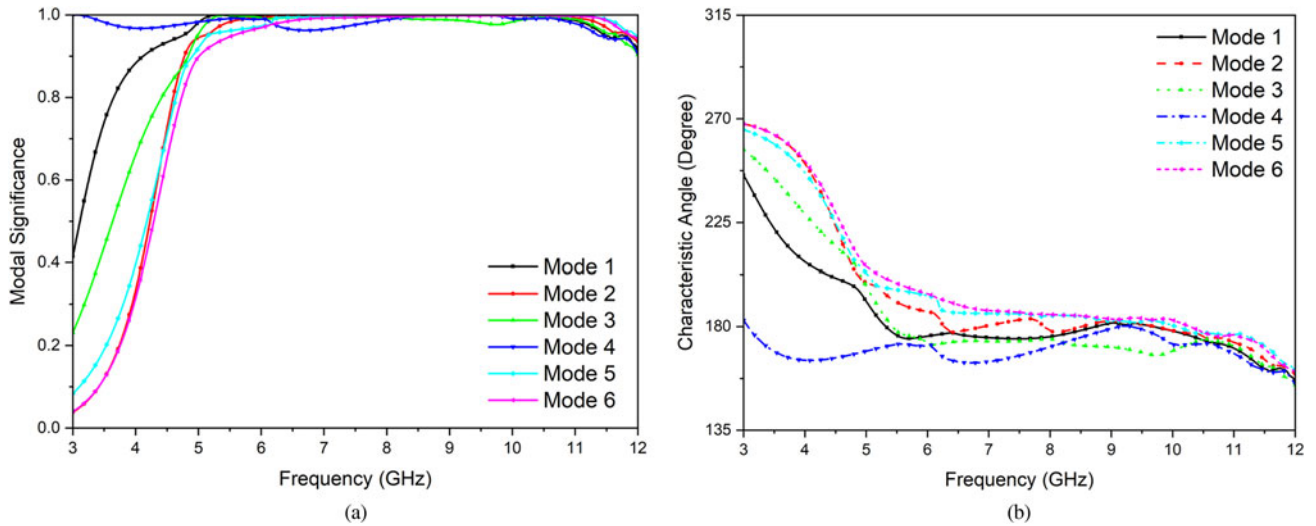 Modal Significance
1.0
0.8
0.6
0.4
0.2
0.0
3 4 5 6 7 8 9 10 11 12
Frequency (GHz)
Mode 1
Mode 2
Mode 3
Mode 4
Mode 5
Mode 6
(a)
Characteristic Angle (Degree)
315
270
225
180
135
3 4 5 6 7 8 9 10 11 12
Frequency (GHz)
Mode 1
Mode 2
Mode 3
Mode 4
Mode 5
Mode 6
(b)